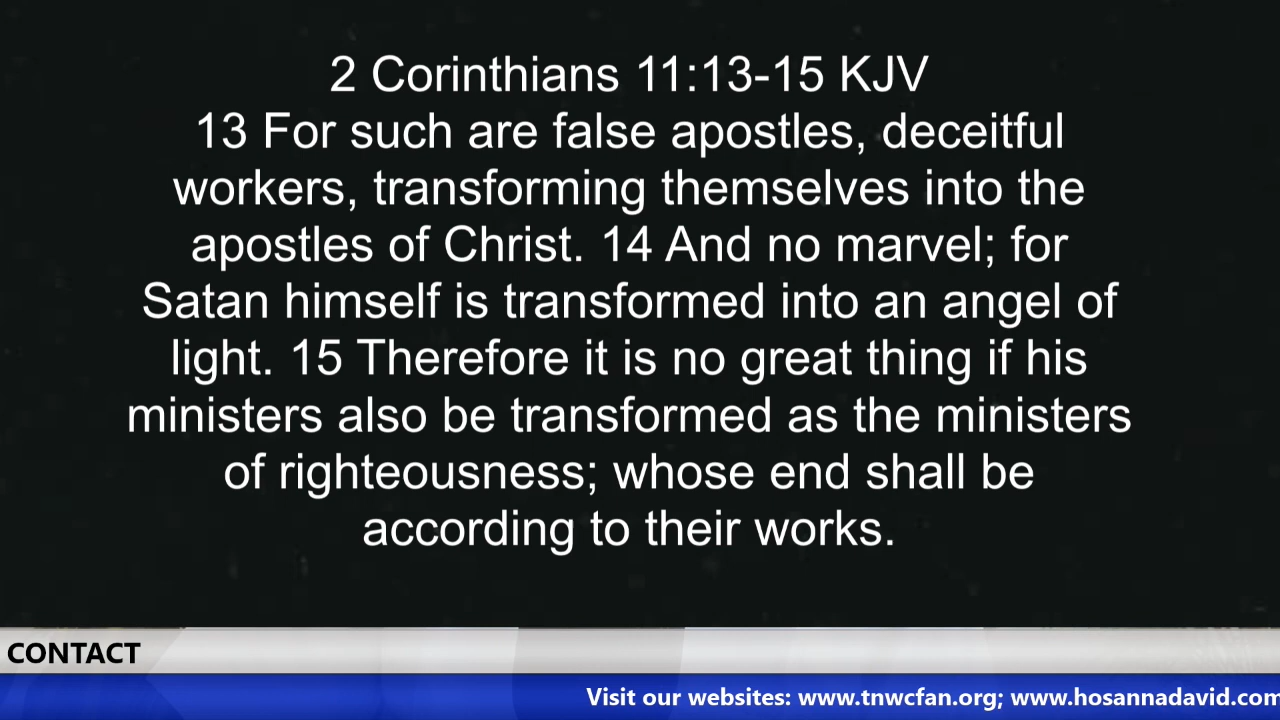 2 Corinthians 11:13-15 KJV
13 For such are false apostles, deceitful
workers, transforming themselves into the
apostles of Christ. 14 And no marvel; for
Satan himself is transformed into an angel of
light. 15 Therefore it is no great thing if his
ministers also be transformed as the ministers
of righteousness; whose end shall be
according to their works.
CONTACT
Visit our websites: www.tnwcfan.org; www.hosannadavid.com